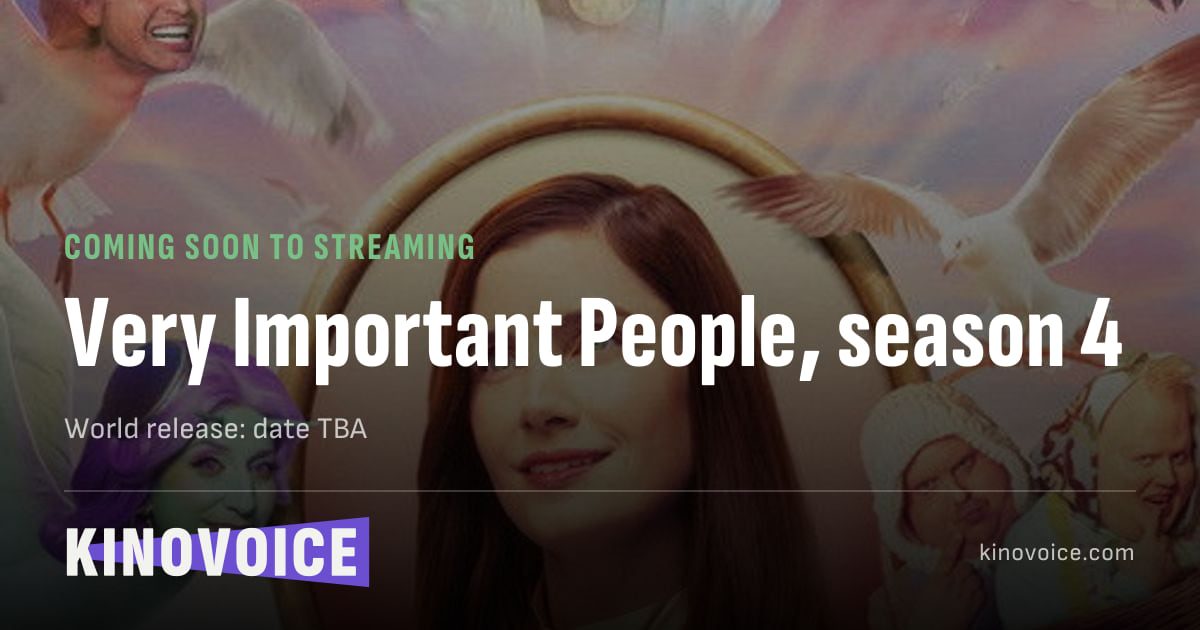 COMING SOON TO STREAMING
Very Important People, season 4
World release: date TBA
KINOVOICE
kinovoice.com